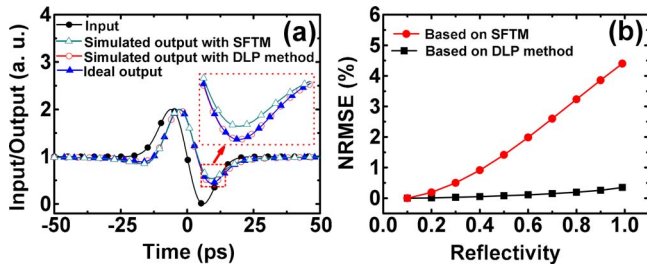 (a)
Input
Simulated output with SFTM
Simulated output with DLP method
Ideal output
Input/Output (a. u.)
4
3
2
1
0
-50
-25
0
25
50
Time (ps)
(b)
Based on SFTM
Based on DLP method
NRMSE (%)
6
5
4
3
2
1
0
0.0
0.2
0.4
0.6
0.8
1.0
Reflectivity